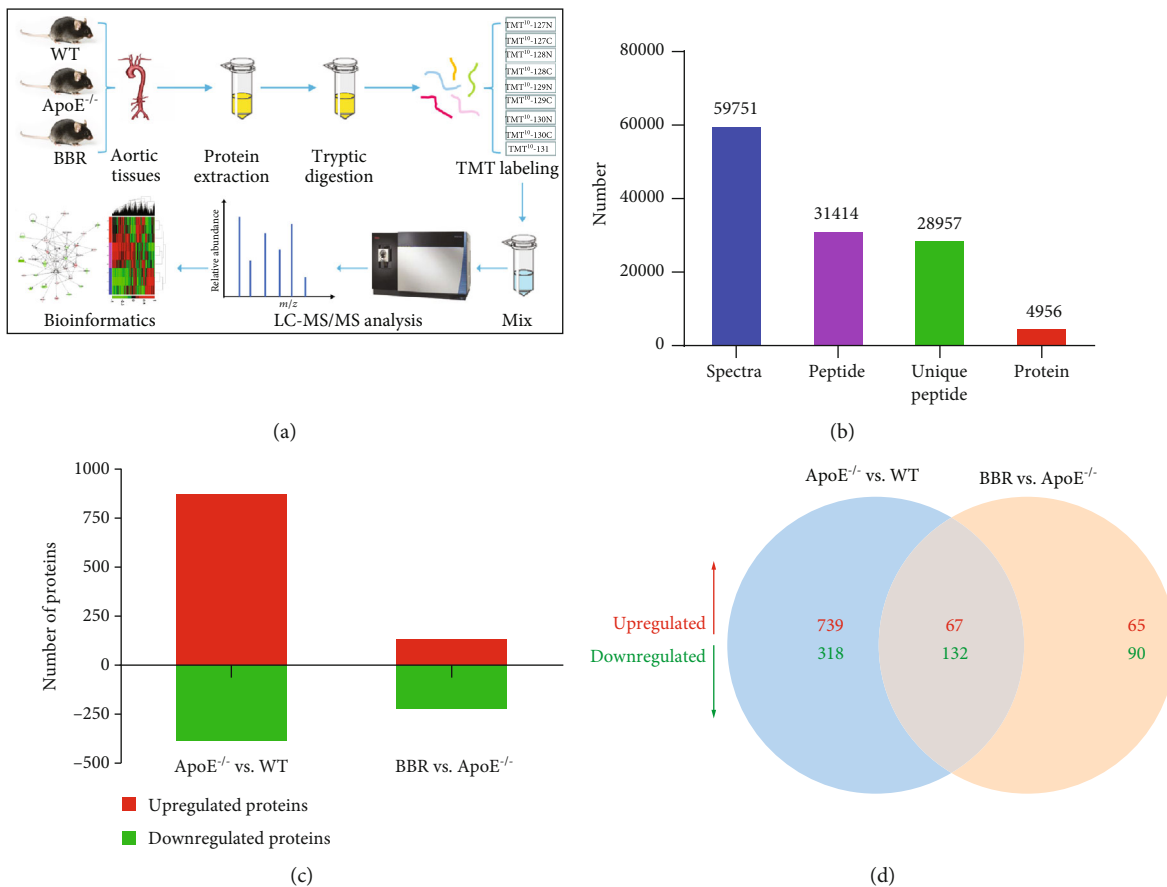 WT
ApoE⁻/⁻
BBR
Aortic
tissues
Protein
extraction
Tryptic
digestion
TMT¹⁰-127N
TMT¹⁰-127C
TMT¹⁰-128N
TMT¹⁰-128C
TMT¹⁰-129N
TMT¹⁰-129C
TMT¹⁰-130N
TMT¹⁰-130C
TMT¹⁰-131
TMT labeling
Bioinformatics
Relative abundance
m/z
LC-MS/MS analysis
Mix
(a)
80000
60000
40000
20000
0
Number
59751
31414
28957
4956
Spectra
Peptide
Unique
peptide
Protein
(b)
1000
750
500
250
0
−250
−500
Number of proteins
ApoE⁻/⁻ vs. WT
BBR vs. ApoE⁻/⁻
Upregulated proteins
Downregulated proteins
(c)
ApoE⁻/⁻ vs. WT
BBR vs. ApoE⁻/⁻
Upregulated 739 67 65
Downregulated 318 132 90
(d)